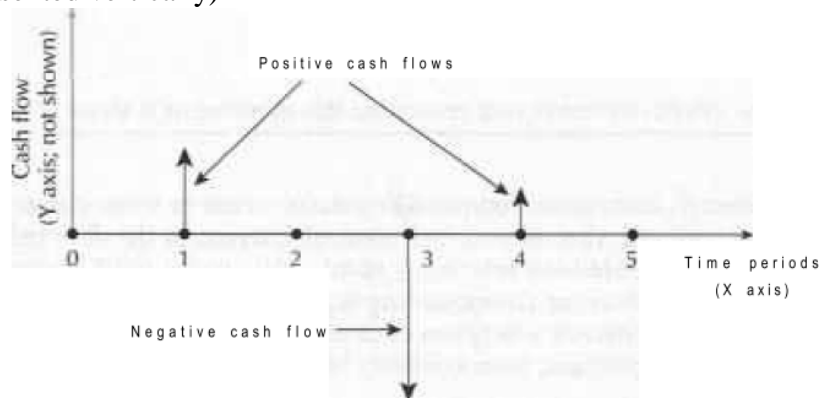 Positive cash flows
Cash flow
(Y axis; not shown)
0 1 2 3 4 5
Time periods
(X axis)
Negative cash flow